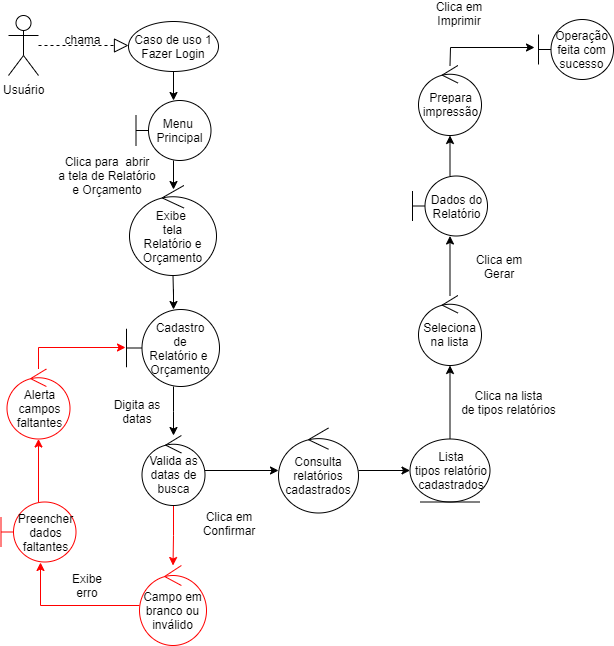 Usuário
chama
Caso de uso 1
Fazer Login
Menu
Principal
Clica para abrir
a tela de Relatório
e Orçamento
Exibe
tela
Relatório e
Orçamento
Cadastro
de
Relatório e
Orçamento
Digita as
datas
Valida as
datas de
busca
Clica em
Confirmar
Campo em
branco ou
inválido
Exibe
erro
Preencher
dados
faltantes
Alerta
campos
faltantes
Consulta
relatórios
cadastrados
Lista
tipos relatório
cadastrados
Clica na lista
de tipos relatórios
Seleciona
na lista
Clica em
Gerar
Dados do
Relatório
Prepara
impressão
Clica em
Imprimir
Operação
feita com
sucesso